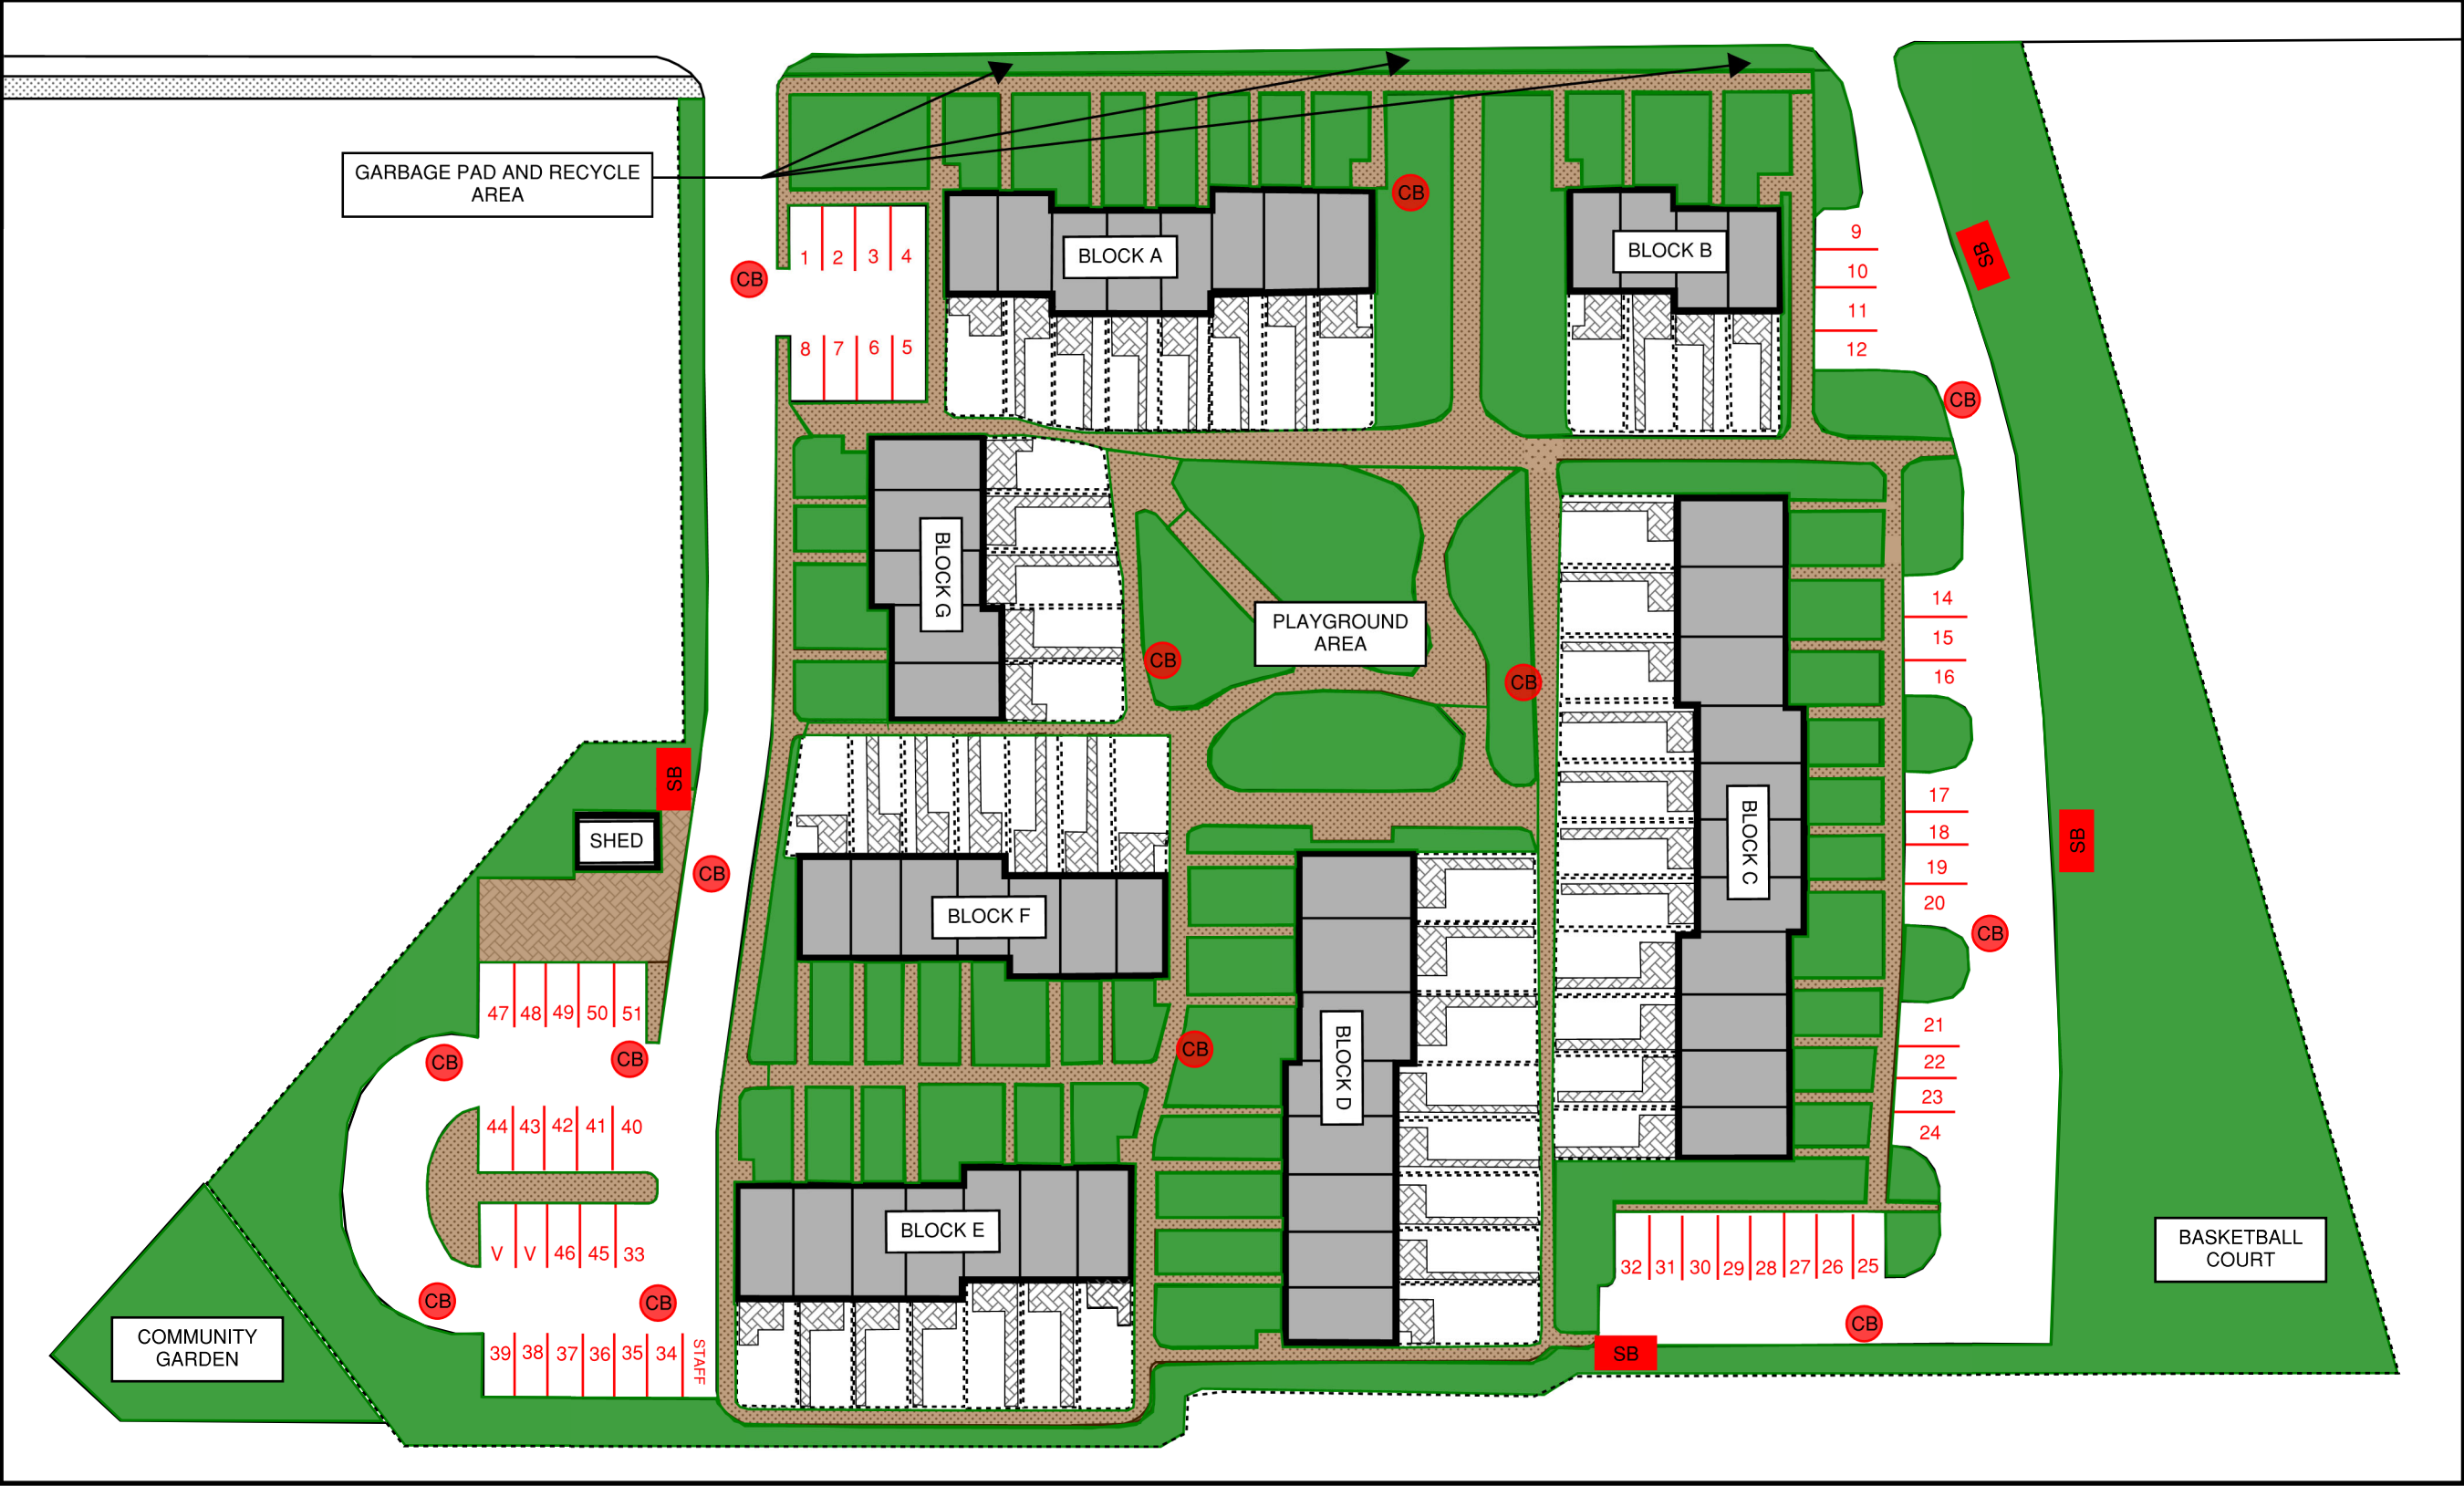 GARBAGE PAD AND RECYCLE
AREA
CB
BLOCK A
BLOCK B
1 2 3 4
8 7 6 5
CB
9
10
11
12
SB
CB
BLOCK G
PLAYGROUND
AREA
CB
CB
14
15
16
17
18
19
20
BLOCK C
SB
CB
21
22
23
24
SB
SHED
CB
BLOCK F
BLOCK D
CB
47 48 49 50 51
CB
CB
44 43 42 41 40
V V 46 45 33
CB
CB
39 38 37 36 35 34 STAFF
BLOCK E
32 31 30 29 28 27 26 25
CB
SB
BASKETBALL
COURT
COMMUNITY
GARDEN